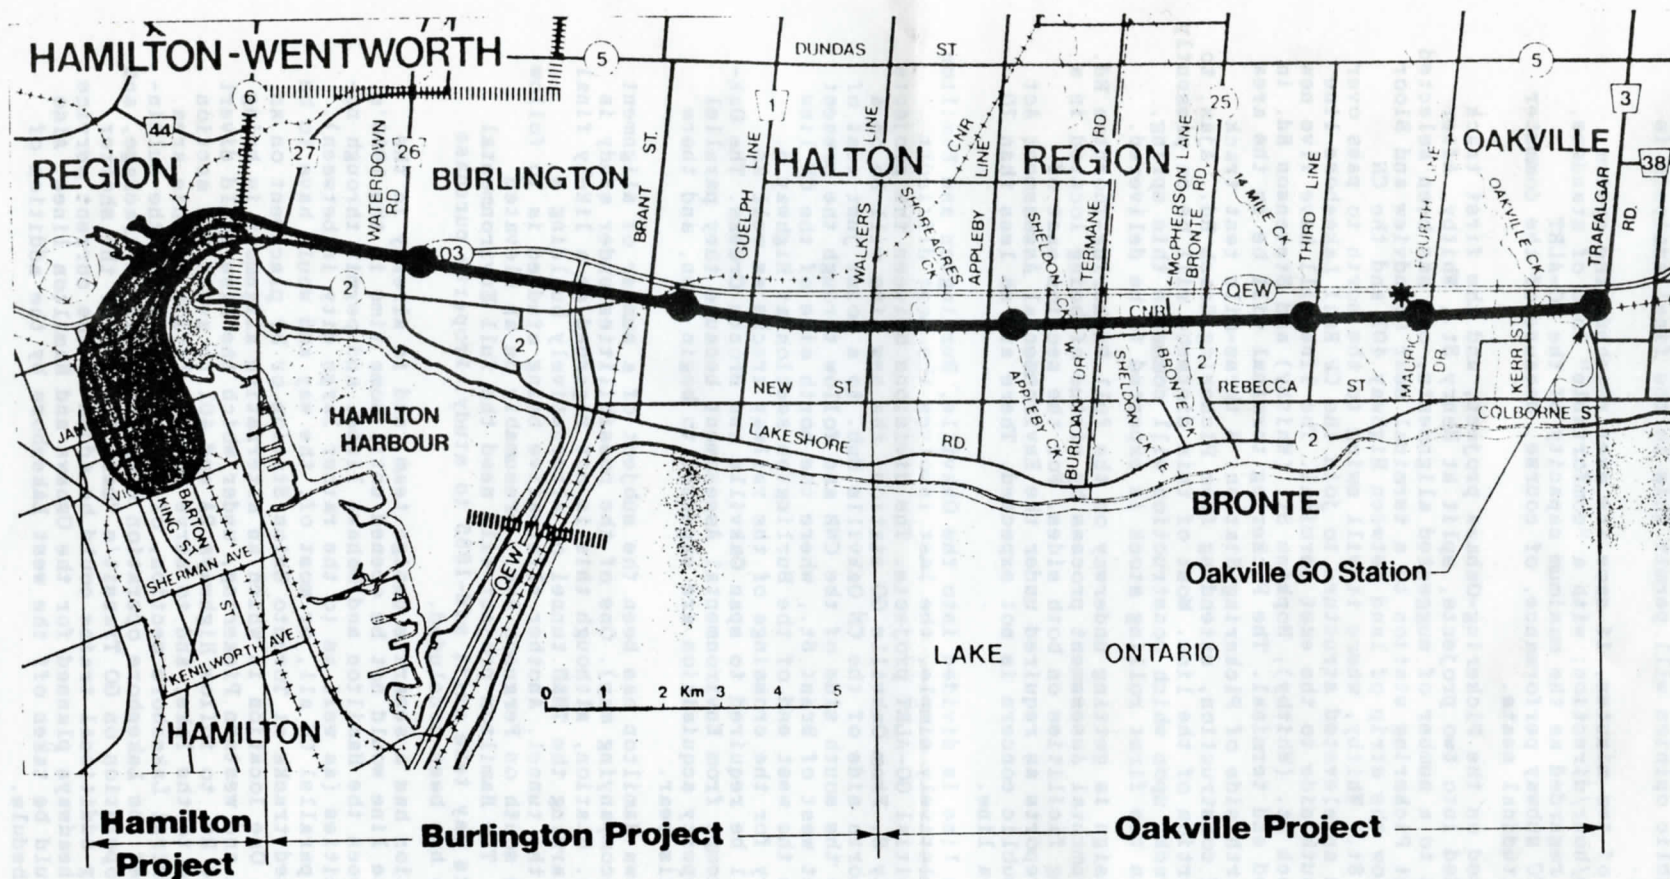 HAMILTON-WENTWORTH
REGION
HALTON REGION
BURLINGTON
OAKVILLE
DUNDAS ST
5
5
6
44
27
26
1
25
3
38
WATERDOWN RD
BRANT ST.
GUELPH LINE
WALKERS LINE
SHOREACRES CK
CNR
APPLEBY LINE
SHELDON CK
TERMANE RD
McPHERSON LANE
BRONTE RD.
14 MILE CK
THIRD LINE
FOURTH LINE
OAKVILLE CK
TRAFALGAR RD.
03
2
2
QEW
CNR
2
NEW ST
APPLEBY CK
BURLOAK DR
SHELDON CK E
BRONTE CK
REBECCA ST
MAURICE DR
KERR ST
COLBORNE ST
2
LAKESHORE RD.
HAMILTON
HARBOUR
JAM
VIC
KING ST
BARTON
SHERMAN AVE
ST
KENILWORTH AVE
QEW
BRONTE
Oakville GO Station
LAKE ONTARIO
0 1 2 Km 3 4 5
HAMILTON
Hamilton
Project
Burlington Project
Oakville Project